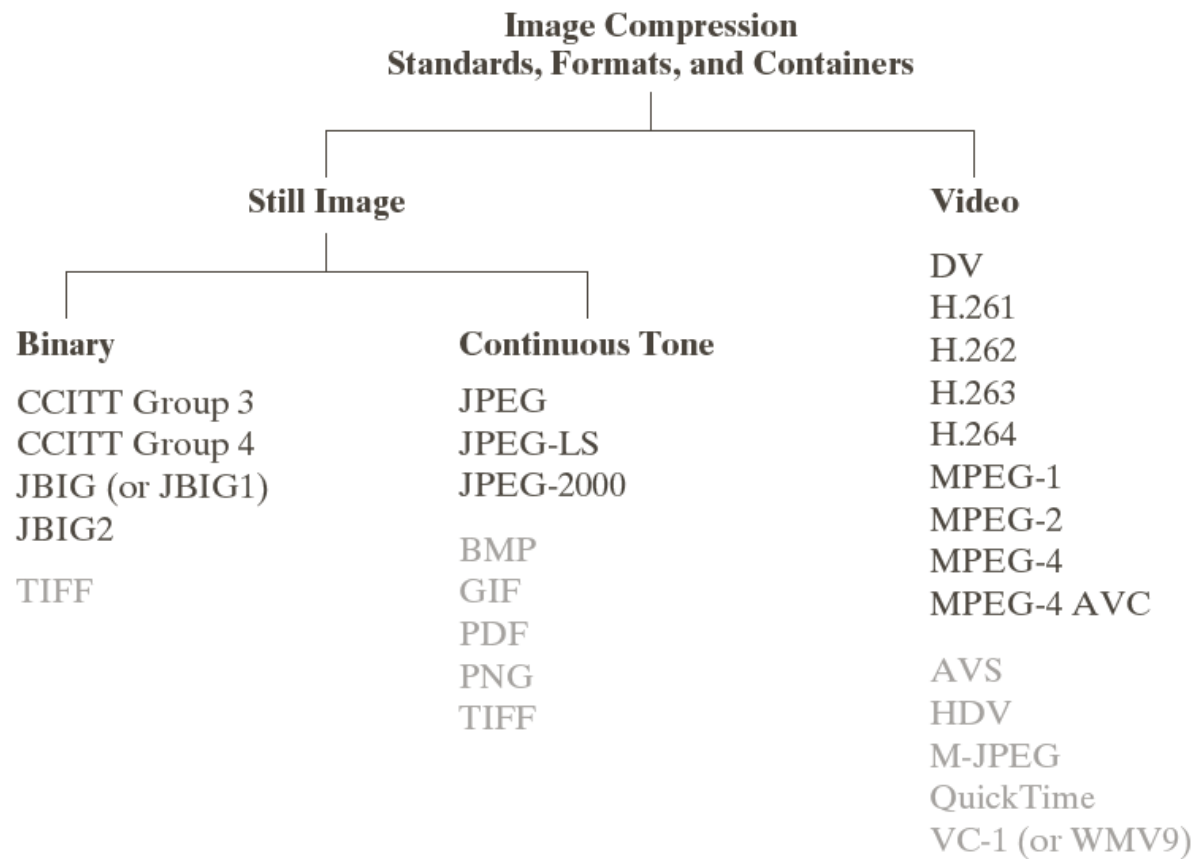 Image Compression
Standards, Formats, and Containers
Still Image
Video
Binary
CCITT Group 3
CCITT Group 4
JBIG (or JBIG1)
JBIG2
TIFF
Continuous Tone
JPEG
JPEG-LS
JPEG-2000
BMP
GIF
PDF
PNG
TIFF
DV
H.261
H.262
H.263
H.264
MPEG-1
MPEG-2
MPEG-4
MPEG-4 AVC
AVS
HDV
M-JPEG
QuickTime
VC-1 (or WMV9)